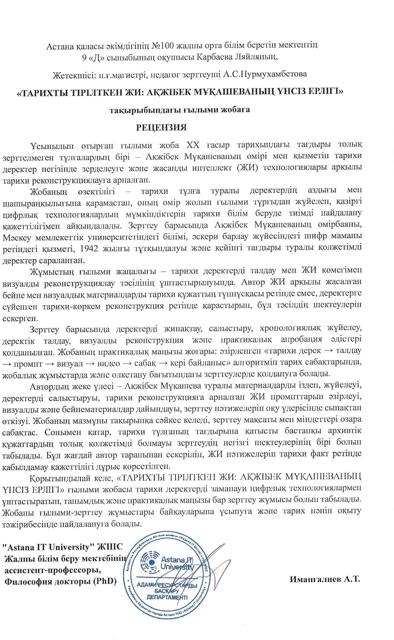 Астана қаласы әкімдігінің №100 жалпы орта білім беретін мектептің
9 «Д» сыныбының оқушысы Карбаева Ляйляның,
Жетекшісі: п.ғ.магистрі, педагог зерттеуші А.С.Нурмухамбетова
«ТАРИХТЫ ТІРІЛТКЕН ЖИ: АҚЖІБЕК МҰҚАШЕВАНЫҢ ҮНСІЗ ЕРЛІГІ»
тақырыбындағы ғылыми жобаға
РЕЦЕНЗИЯ
Ұсынылып отырған ғылыми жоба ХХ ғасыр тарихындағы тағдыры толық
зерттелмеген тұлғалардың бірі – Ақжібек Мұқашеваның өмірі мен қызметін тарихи
деректер негізінде зерделеуге және жасанды интеллект (ЖИ) технологиялары арқылы
тарихи реконструкциялауға арналған.
Жобаның өзектілігі – тарихи тұлға туралы деректердің аздығы мен
шашыраңқылығына қарамастан, оның өмір жолын ғылыми тұрғыдан жүйелеп, қазіргі
цифрлық технологиялардың мүмкіндіктерін тарихи білім беруде тиімді пайдалану
қажеттілігімен айқындалады. Зерттеу барысында Ақжібек Мұқашеваның өмірбаяны,
Мәскеу мемлекеттік университетіндегі білімі, әскери барлау жүйесіндегі шифр маманы
ретіндегі қызметі, 1942 жылғы тұтқындалуы және кейінгі тағдыры туралы қолжетімді
деректер сараланған.
Жұмыстың ғылыми жаңалығы – тарихи деректерді талдау мен ЖИ көмегімен
визуалды реконструкциялау тәсілінің ұштастырылуында. Автор ЖИ арқылы жасалған
бейне мен визуалды материалдарды тарихи құжаттың түпнұсқасы ретінде емес, деректерге
сүйенген тарихи-көркем реконструкция ретінде қарастырып, бұл тәсілдің шектеулерін
ескерген.
Зерттеу барысында деректерді жинақтау, салыстыру, хронологиялық жүйелеу,
деректік талдау, визуалды реконструкция және практикалық апробация әдістері
қолданылған. Жобаның практикалық маңызы жоғары: әзірленген «тарихи дерек → талдау
→ промпт → визуал → видео → сабақ → кері байланыс» алгоритмін тарих сабақтарында,
жобалық жұмыстарда және өлкетану бағытындағы зерттеулерде қолдануға болады.
Автордың жеке үлесі – Ақжібек Мұқашева туралы материалдарды іздеп, жүйелеуі,
деректерді салыстыруы, тарихи реконструкцияға арналған ЖИ промпттарын әзірлеуі,
визуалды және бейнематериалдар дайындауы, зерттеу нәтижелерін оқу үдерісінде сынақтан
өткізуі. Жобаның мазмұны тақырыбына сәйкес келеді, зерттеу мақсаты мен міндеттері өзара
сабақтас. Сонымен қатар, тарихи тұлғаның тағдырына қатысты бастапқы архивтік
құжаттардың толық қолжетімді болмауы зерттеудің негізгі шектеулерінің бірі болып
табылады. Бұл жағдай автор тарапынан ескеріліп, ЖИ нәтижелерін тарихи факт ретінде
қабылдамау қажеттілігі дұрыс көрсетілген.
Қорытындылай келе, «ТАРИХТЫ ТІРІЛТКЕН ЖИ: АҚЖІБЕК МҰҚАШЕВАНЫҢ
ҮНСІЗ ЕРЛІГІ» ғылыми жобасы тарихи деректерді заманауи цифрлық технологиялармен
ұштастыратын, танымдық және практикалық маңызы бар зерттеу жұмысы болып табылады.
Жобаны ғылыми-зерттеу жұмыстары байқауларына ұсынуға және тарих пәнін оқыту
тәжірибесінде пайдалануға болады.
"Astana IT University" ЖШС
Жалпы білім беру мектебінің
ассистент-профессоры,
Философия докторы (PhD)
Astana IT
University
АДАМИ РЕСУРСТАРДЫ
БАСҚАРУ
ДЕПАРТАМЕНТІ
Имангалиев А.Т.